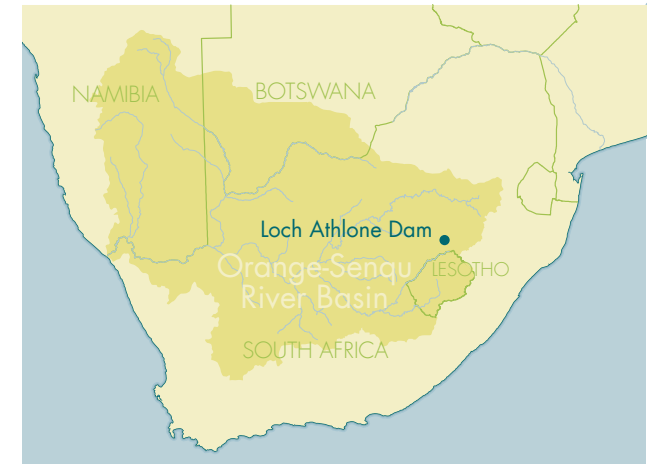 NAMIBIA
BOTSWANA
Loch Athlone Dam
Orange-Senqu
River Basin
LESOTHO
SOUTH AFRICA